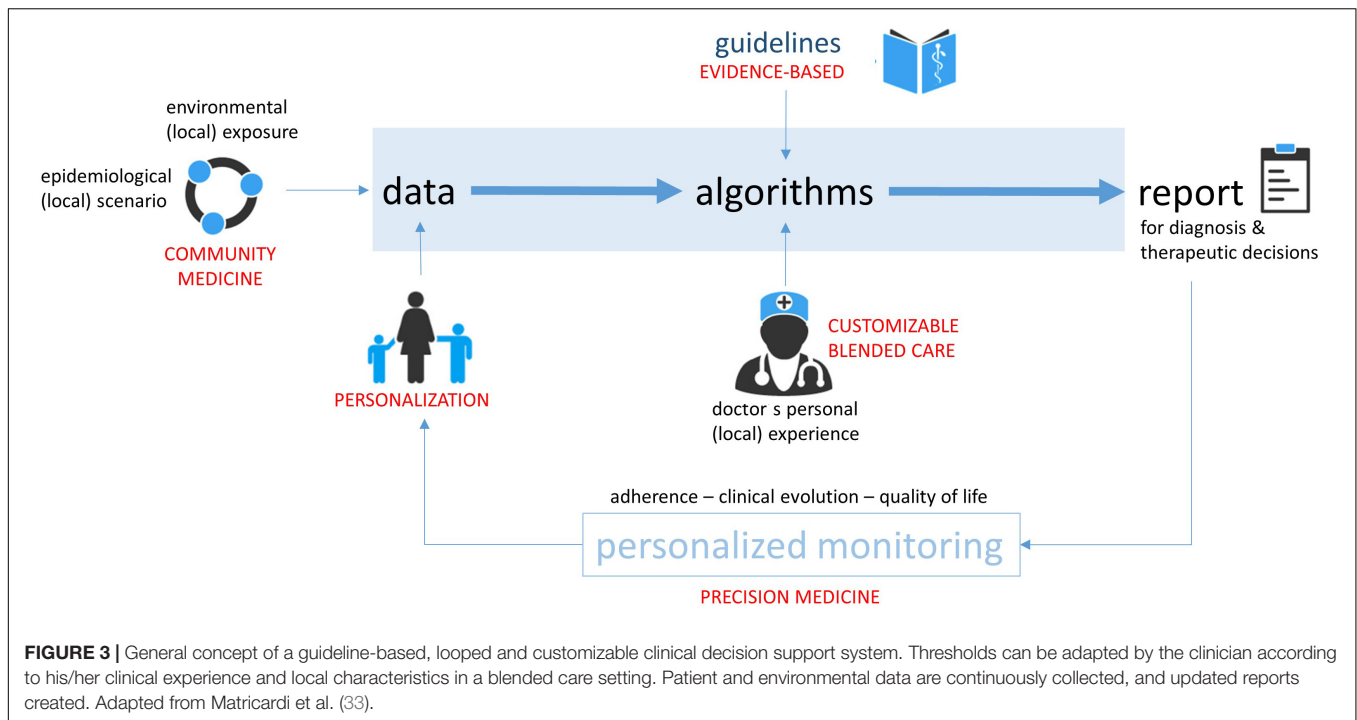 guidelines
EVIDENCE-BASED
environmental
(local) exposure
epidemiological
(local) scenario
COMMUNITY
MEDICINE
data
algorithms
report
for diagnosis &
therapeutic decisions
PERSONALIZATION
CUSTOMIZABLE
BLENDED CARE
doctor s personal
(local) experience
adherence – clinical evolution – quality of life
personalized monitoring
PRECISION MEDICINE
FIGURE 3 | General concept of a guideline-based, looped and customizable clinical decision support system. Thresholds can be adapted by the clinician according
to his/her clinical experience and local characteristics in a blended care setting. Patient and environmental data are continuously collected, and updated reports
created. Adapted from Matricardi et al. (33).